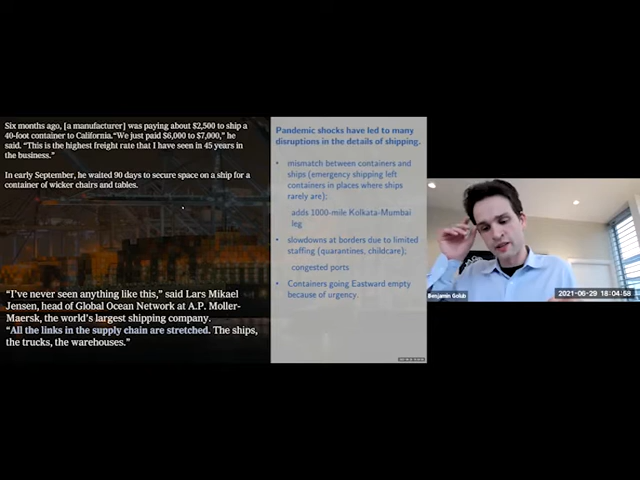 Six months ago, [a manufacturer] was paying about $2,500 to ship a
40-foot container to California.“We just paid $6,000 to $7,000,” he
said. “This is the highest freight rate that I have seen in 45 years in
the business.”
In early September, he waited 90 days to secure space on a ship for a
container of wicker chairs and tables.
“I’ve never seen anything like this,” said Lars Mikael
Jensen, head of Global Ocean Network at A.P. Moller-
Maersk, the world’s largest shipping company.
“All the links in the supply chain are stretched. The ships,
the trucks, the warehouses.”
Pandemic shocks have led to many
disruptions in the details of shipping.
• mismatch between containers and
ships (emergency shipping left
containers in places where ships
rarely are);
adds 1000-mile Kolkata-Mumbai
leg
• slowdowns at borders due to limited
staffing (quarantines, childcare);
congested ports
• Containers going Eastward empty
because of urgency.
Benjamin Golub
2021-06-29 18:04:58